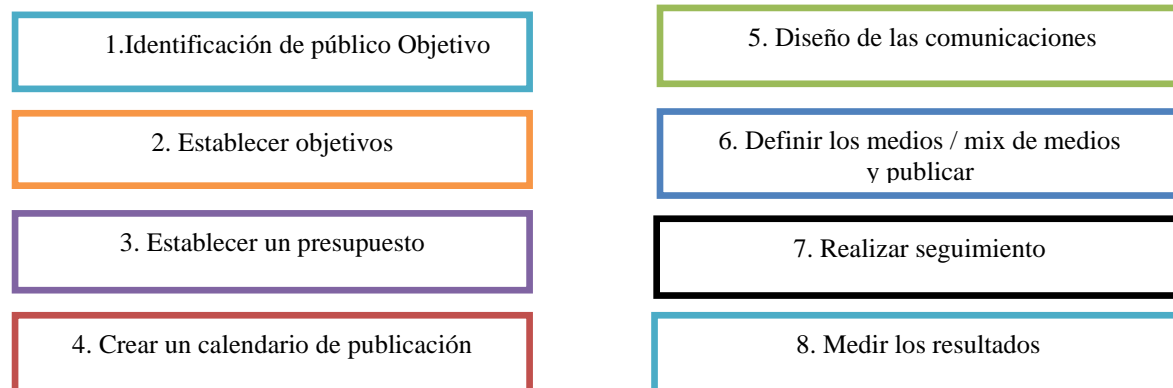 1.Identificación de público Objetivo
2. Establecer objetivos
3. Establecer un presupuesto
4. Crear un calendario de publicación
5. Diseño de las comunicaciones
6. Definir los medios / mix de medios
y publicar
7. Realizar seguimiento
8. Medir los resultados